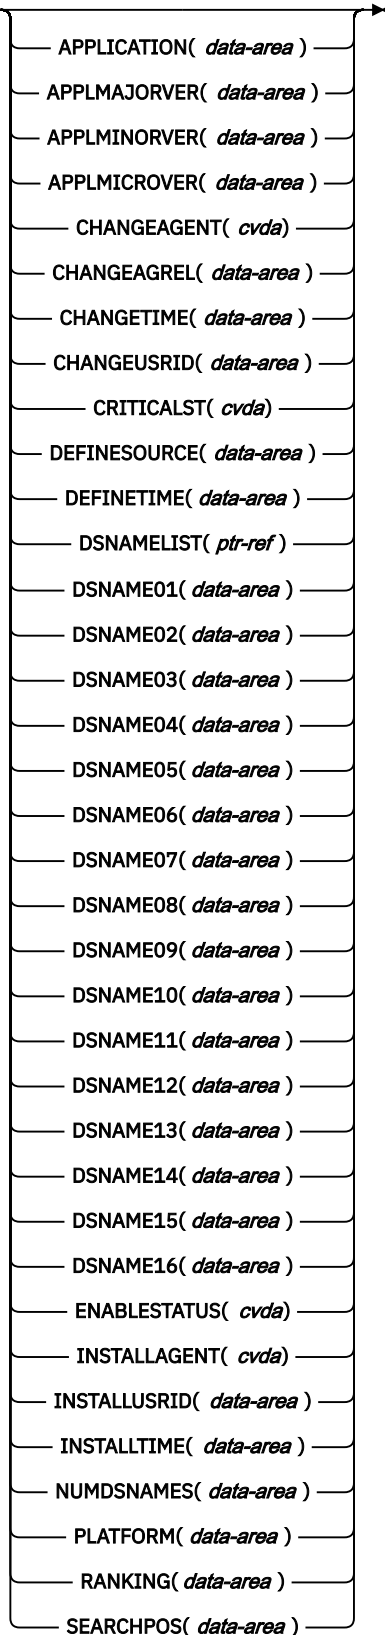 APPLICATION( data-area )
APPLMAJORVER( data-area )
APPLMINORVER( data-area )
APPLMICROVER( data-area )
CHANGEAGENT( cvda)
CHANGEAGREL( data-area )
CHANGETIME( data-area )
CHANGEUSRID( data-area )
CRITICALST( cvda)
DEFINESOURCE( data-area )
DEFINETIME( data-area )
DSNAMELIST( ptr-ref )
DSNAME01( data-area )
DSNAME02( data-area )
DSNAME03( data-area )
DSNAME04( data-area )
DSNAME05( data-area )
DSNAME06( data-area )
DSNAME07( data-area )
DSNAME08( data-area )
DSNAME09( data-area )
DSNAME10( data-area )
DSNAME11( data-area )
DSNAME12( data-area )
DSNAME13( data-area )
DSNAME14( data-area )
DSNAME15( data-area )
DSNAME16( data-area )
ENABLESTATUS( cvda)
INSTALLAGENT( cvda)
INSTALLUSRID( data-area )
INSTALLTIME( data-area )
NUMDSNAMES( data-area )
PLATFORM( data-area )
RANKING( data-area )
SEARCHPOS( data-area )